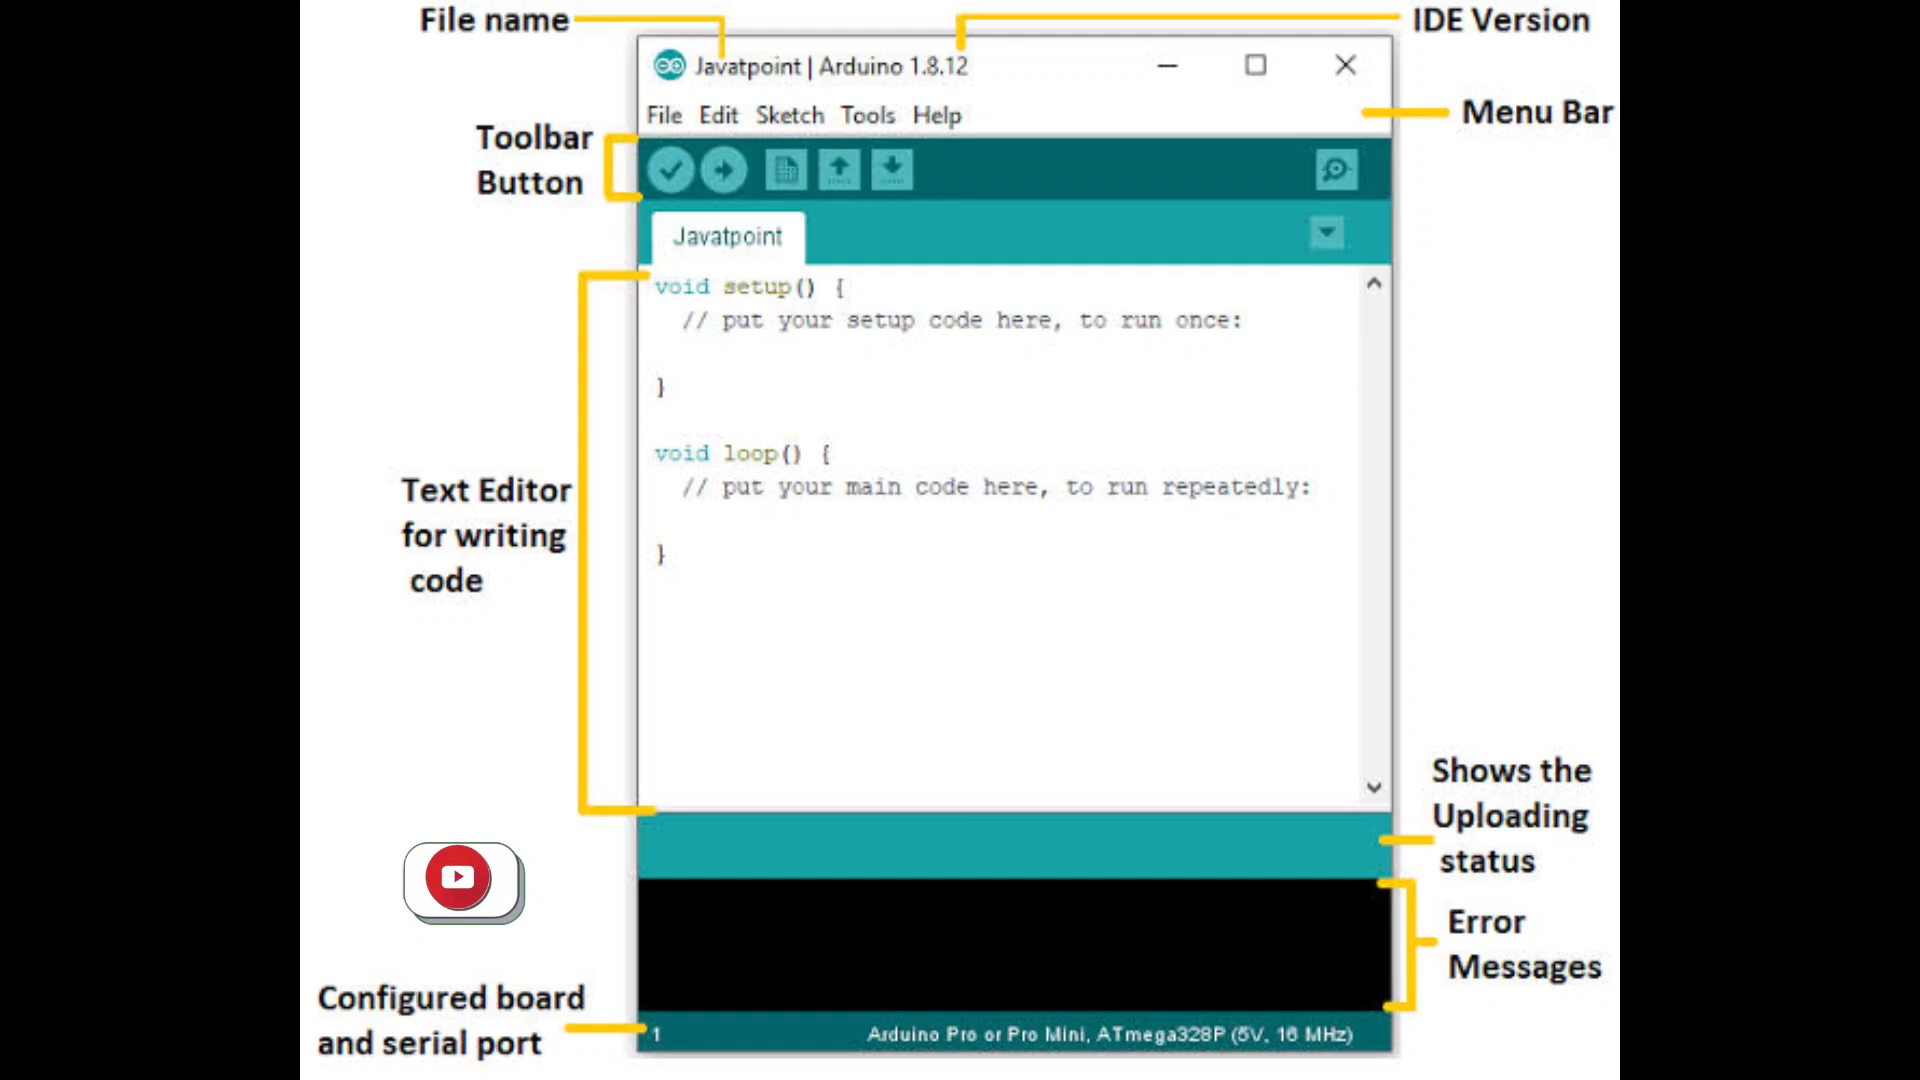 File name
IDE Version
Javatpoint | Arduino 1.8.12
File Edit Sketch Tools Help
Menu Bar
Toolbar
Button
Javatpoint
void setup() {
// put your setup code here, to run once:
}
void loop() {
// put your main code here, to run repeatedly:
}
Text Editor
for writing
code
Shows the
Uploading
status
Error
Messages
Configured board
and serial port
1
Arduino Pro or Pro Mini, ATmega328P (5V, 16 MHz)